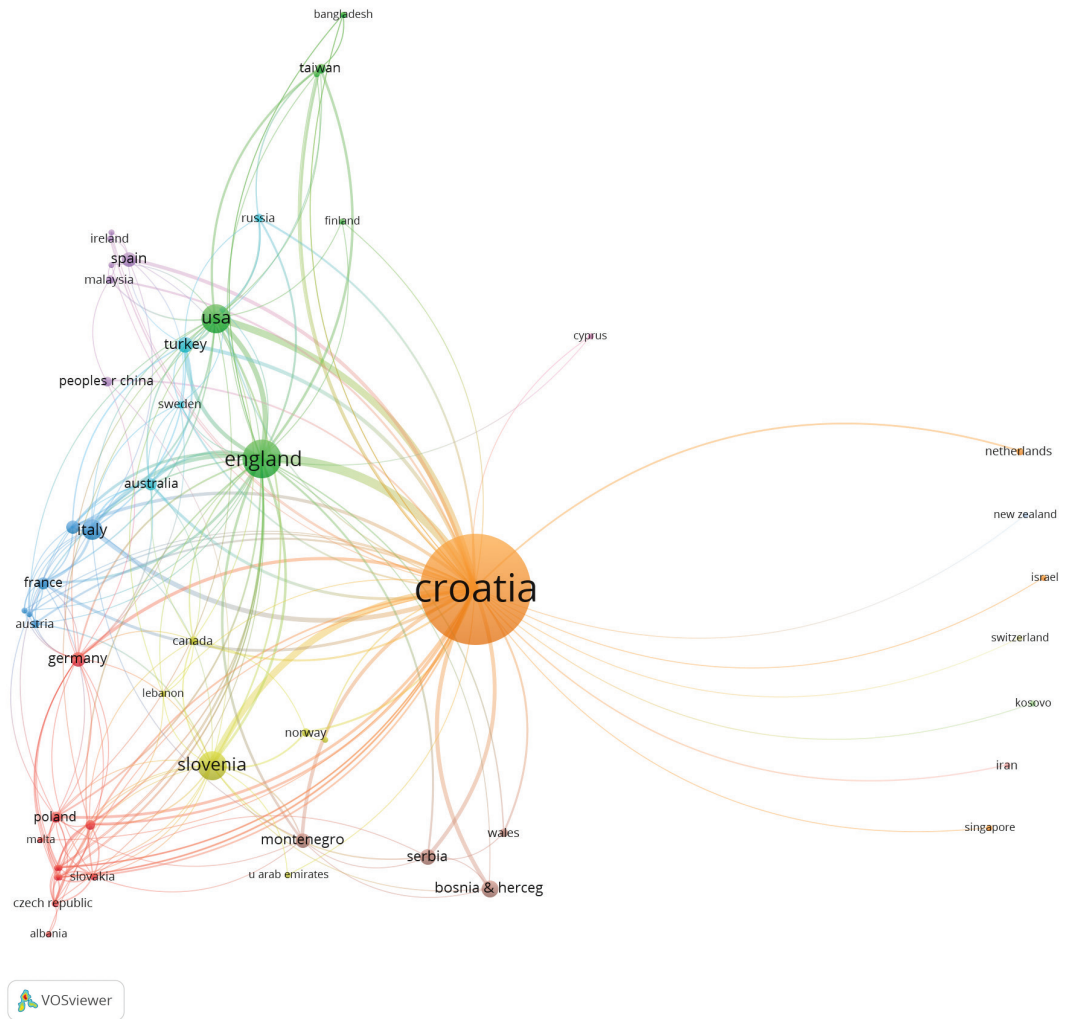 bangladesh
taiwan
russia
finland
ireland
spain
malaysia
usa
turkey
cyprus
peoples r china
sweden
netherlands
england
australia
new zealand
italy
israel
france
croatia
austria
canada
switzerland
germany
lebanon
kosovo
norway
slovenia
iran
poland
singapore
malta
montenegro
wales
serbia
slovakia
u arab emirates
bosnia & herceg
czech republic
albania
VOSviewer